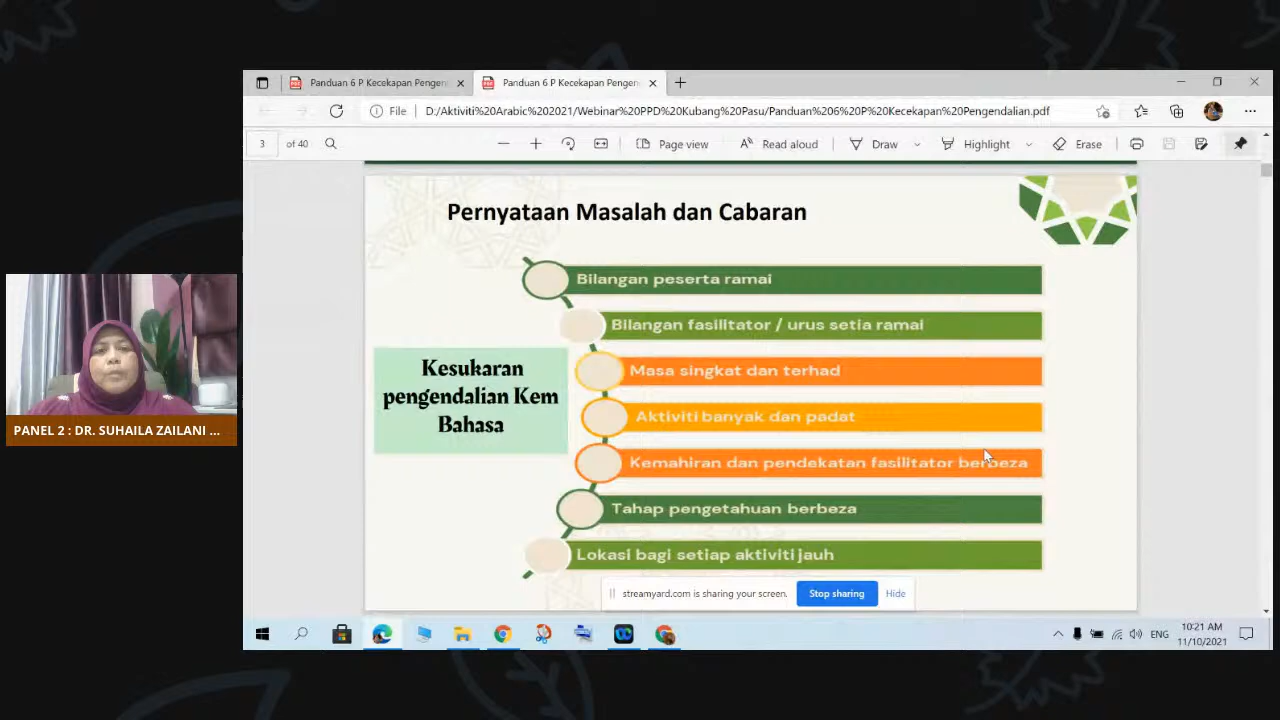 Panduan 6 P Kecekapan Pengen
Panduan 6 P Kecekapan Pengen
File
D:/Aktiviti%20Arabic%202021/Webinar%20PPD%20Kubang%20Pasu/Panduan%206%20P%20Kecekapan%20Pengendalian.pdf
3 of 40
Page view
Read aloud
Draw
Highlight
Erase
Pernyataan Masalah dan Cabaran
Kesukaran
pengendalian Kem
Bahasa
Bilangan peserta ramai
Bilangan fasilitator / urus setia ramai
Masa singkat dan terhad
Aktiviti banyak dan padat
Kemahiran dan pendekatan fasilitator berbeza
Tahap pengetahuan berbeza
Lokasi bagi setiap aktiviti jauh
PANEL 2 : DR. SUHAILA ZAILANI ...
streamyard.com is sharing your screen.
Stop sharing
Hide
ENG
10:21 AM
11/10/2021